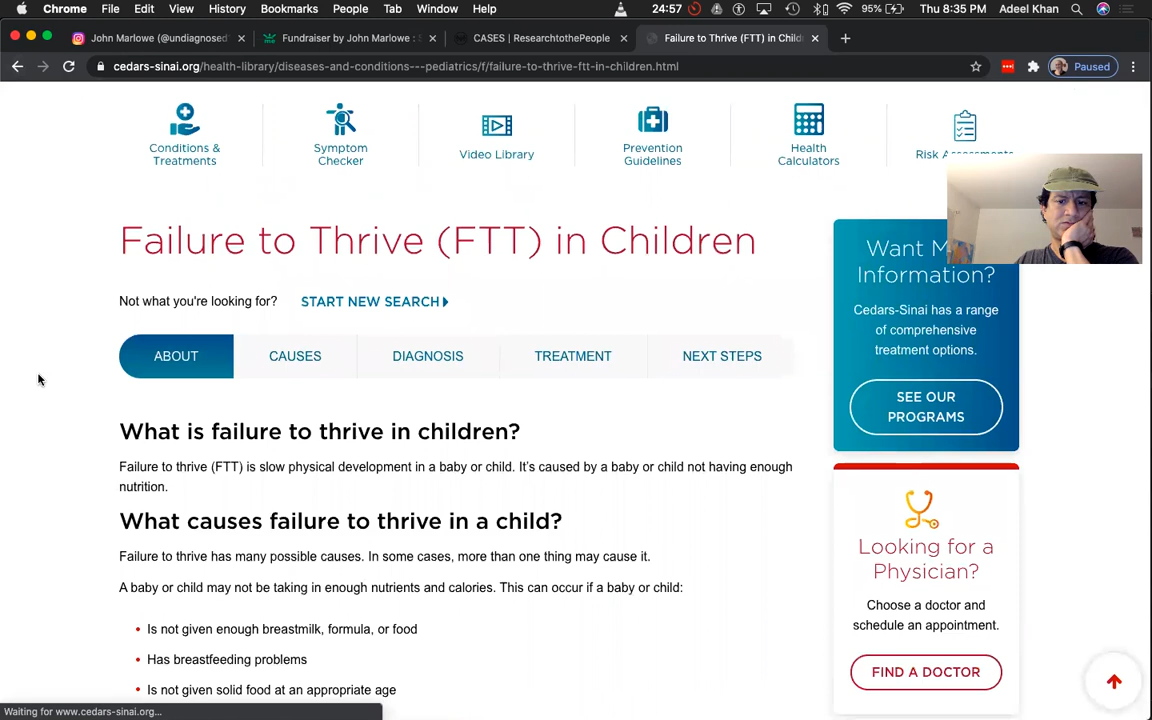 Chrome File Edit View History Bookmarks People Tab Window Help 24:57 95% Thu 8:35 PM Adeel Khan
John Marlowe (@undiagnosed Fundraiser by John Marlowe : CASES | ResearchtothePeople Failure to Thrive (FTT) in Child
cedars-sinai.org/health-library/diseases-and-conditions---pediatrics/f/failure-to-thrive-ftt-in-children.html Paused
Conditions &
Treatments
Symptom
Checker
Video Library
Prevention
Guidelines
Health
Calculators
Risk Assessments
Failure to Thrive (FTT) in Children
Not what you're looking for? START NEW SEARCH
ABOUT CAUSES DIAGNOSIS TREATMENT NEXT STEPS
What is failure to thrive in children?
Failure to thrive (FTT) is slow physical development in a baby or child. It's caused by a baby or child not having enough
nutrition.
What causes failure to thrive in a child?
Failure to thrive has many possible causes. In some cases, more than one thing may cause it.
A baby or child may not be taking in enough nutrients and calories. This can occur if a baby or child:
• Is not given enough breastmilk, formula, or food
• Has breastfeeding problems
• Is not given solid food at an appropriate age
Want M
Information?
Cedars-Sinai has a range
of comprehensive
treatment options.
SEE OUR
PROGRAMS
Looking for a
Physician?
Choose a doctor and
schedule an appointment.
FIND A DOCTOR
Waiting for www.cedars-sinai.org...